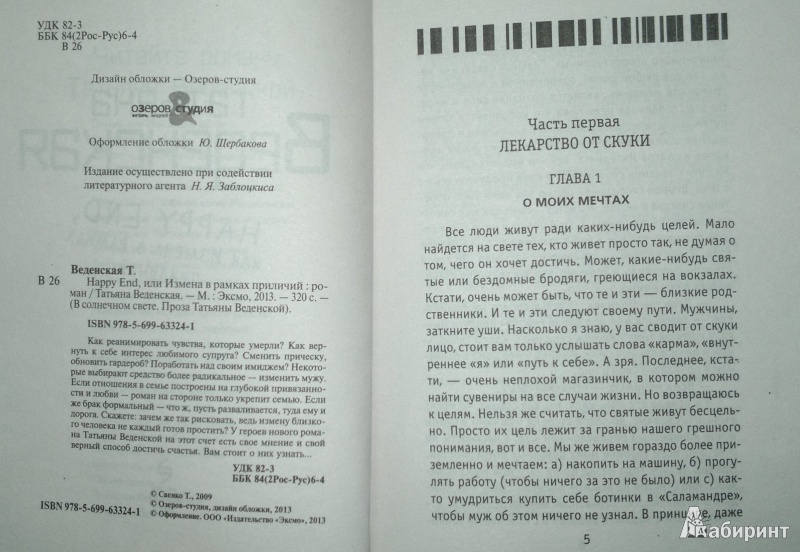 УДК 82-3
ББК 84(2Рос-Рус)6-4
В 26
Дизайн обложки — Озеров-студия
озеров студия
Оформление обложки Ю. Щербакова
Издание осуществлено при содействии
литературного агента Н. Я. Заблоцкиса
Веденская Т.
В 26 Happy End, или Измена в рамках приличий : ро-
ман / Татьяна Веденская. — М. : Эксмо, 2013. — 320 с. —
(В солнечном свете. Проза Татьяны Веденской).
ISBN 978-5-699-63324-1
Как реанимировать чувства, которые умерли? Как вер-
нуть к себе интерес любимого супруга? Сменить прическу,
обновить гардероб? Поработать над своим имиджем? Некото-
рые выбирают средство более радикальное — изменить мужу.
Если отношения в семье построены на глубокой привязанно-
сти и любви — роман на стороне только укрепит семью. Если
же брак формальный — что ж, пусть разваливается, туда ему и
дорога. Скажете: зачем же так рисковать, ведь измену близко-
го человека не каждый готов простить? У героев нового рома-
на Татьяны Веденской на этот счет есть свое мнение и свой
верный способ достичь счастья. Вам стоит о них узнать...
УДК 82-3
ББК 84(2Рос-Рус)6-4
© Саенко Т., 2009
© Озеров-студия, дизайн обложки, 2013
ISBN 978-5-699-63324-1 © Оформление. ООО «Издательство «Эксмо», 2013
Часть первая
ЛЕКАРСТВО ОТ СКУКИ
ГЛАВА 1
О МОИХ МЕЧТАХ
Все люди живут ради каких-нибудь целей. Мало
найдется на свете тех, кто живет просто так, не думая о
том, чего он хочет достичь. Может, какие-нибудь свя-
тые или бездомные бродяги, греющиеся на вокзалах.
Кстати, очень может быть, что те и эти — близкие род-
ственники. И те и эти следуют своему пути. Мужчины,
заткните уши. Насколько я знаю, у вас сводит от скуки
лицо, стоит вам только услышать слова «карма», «внут-
реннее «я» или «путь к себе». А зря. Последнее, кста-
ти, — очень неплохой магазинчик, в котором можно
найти сувениры на все случаи жизни. Но возвращаюсь
к целям. Нельзя же считать, что святые живут бесцель-
но. Просто их цель лежит за гранью нашего грешного
понимания, вот и все. Мы же живем гораздо более при-
земленно и мечтаем: а) накопить на машину, б) прогу-
лять работу (чтобы ничего за это не было) или с) как-
то умудриться купить себе ботинки в «Саламандре»,
чтобы муж об этом ничего не узнал. В принципе, даже
5
Лабиринт